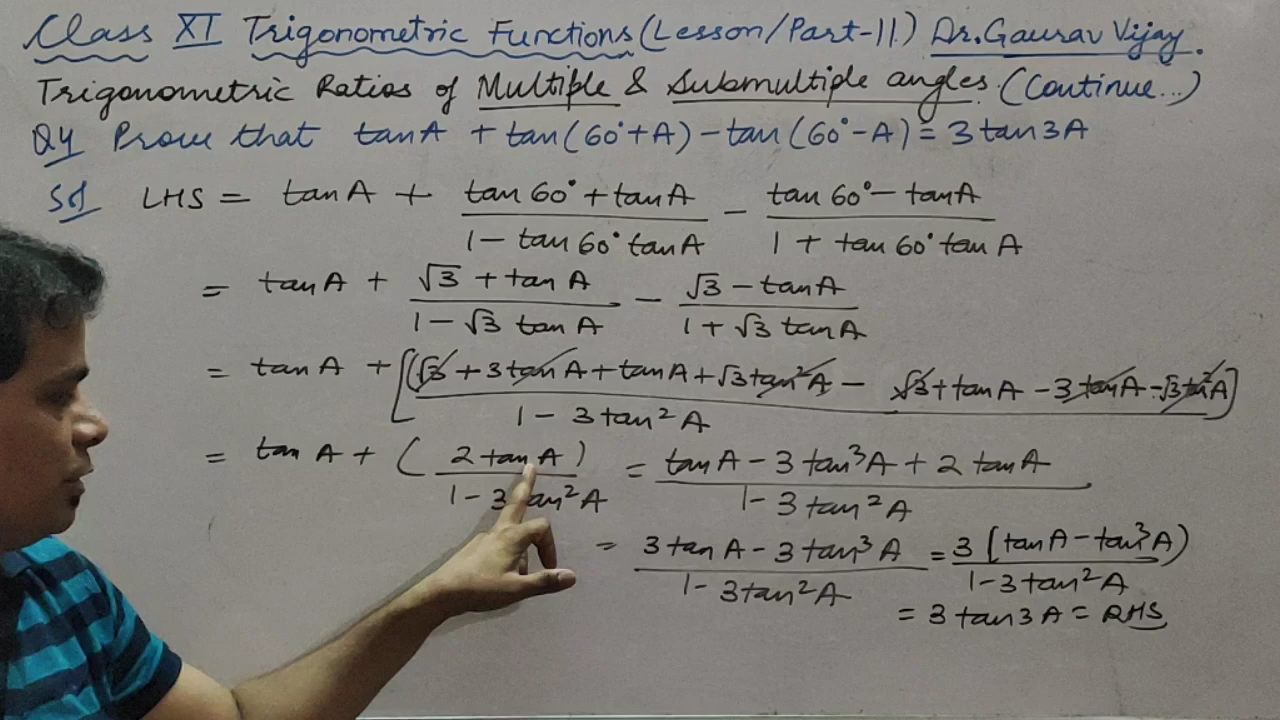 Class XI Trigonometric Functions (Lesson/Part-11) Dr. Gaurav Vijay.
Trigonometric Ratios of Multiple & Submultiple angles. (Continue...)
Q4 Prove that tanA + tan(60°+A) - tan(60°-A) = 3 tan3A
Sol LHS = tanA + (tan60° + tanA)/(1 - tan60° tanA) - (tan60° - tanA)/(1 + tan60° tanA)
= tanA + (√3 + tanA)/(1 - √3 tanA) - (√3 - tanA)/(1 + √3 tanA)
= tanA + [(√3 + 3tanA + tanA + √3tan²A - √3 + tanA - 3tanA - √3tan²A)/(1 - 3tan²A)]
= tanA + (2tanA)/(1 - 3tan²A) = (tanA - 3tan³A + 2tanA)/(1 - 3tan²A)
= (3tanA - 3tan³A)/(1 - 3tan²A) = 3(tanA - tan³A)/(1 - 3tan²A)
= 3 tan3A = RHS